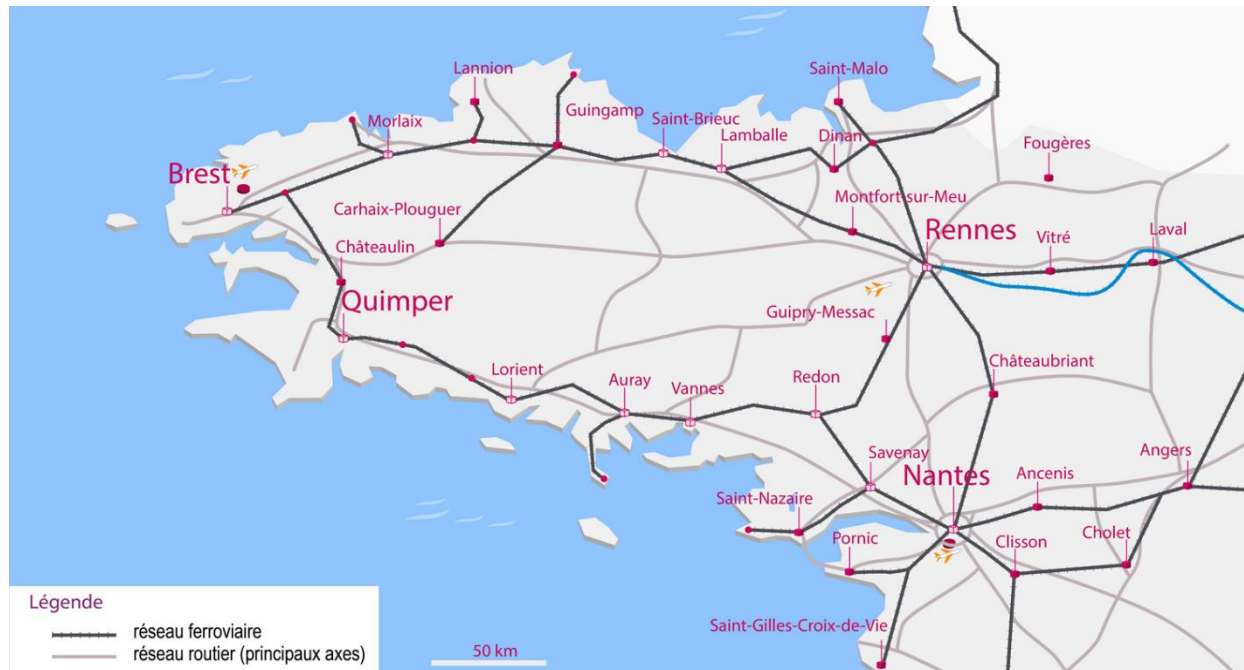 Lannion
Saint-Malo
Guingamp
Morlaix
Saint-Brieuc
Lamballe
Dinan
Fougères
Brest
Montfort-sur-Meu
Carhaix-Plouguer
Rennes
Vitré
Laval
Châteaulin
Quimper
Guipry-Messac
Châteaubriant
Lorient
Auray
Vannes
Redon
Savenay
Nantes
Ancenis
Angers
Saint-Nazaire
Pornic
Clisson
Cholet
Saint-Gilles-Croix-de-Vie
Légende
réseau ferroviaire
réseau routier (principaux axes)
50 km